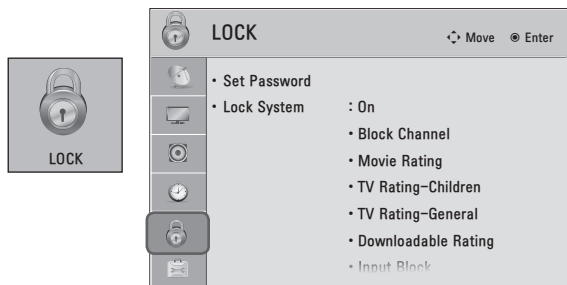 LOCK
LOCK Move Enter
• Set Password
• Lock System : On
• Block Channel
• Movie Rating
• TV Rating-Children
• TV Rating-General
• Downloadable Rating
• Input Block